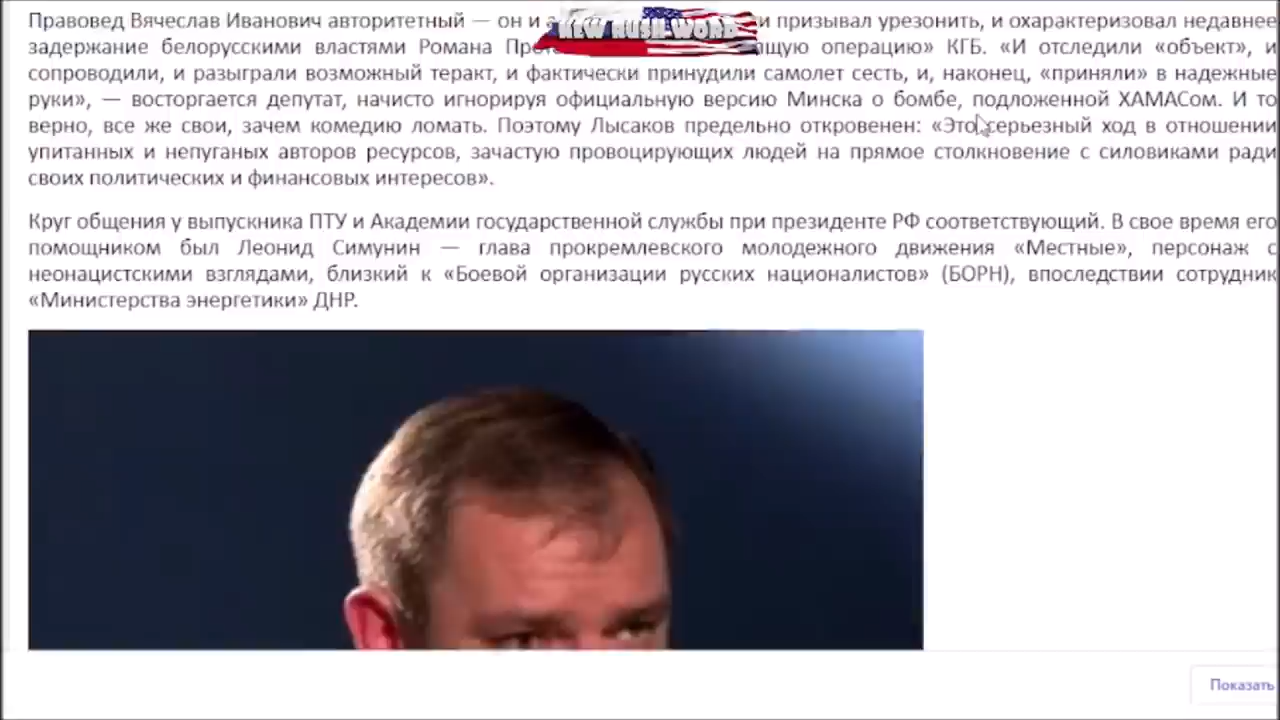 Правовед Вячеслав Иванович авторитетный — он и и призывал урезонить, и охарактеризовал недавнее
NEW RUSH WORD
задержание белорусскими властями Романа операцию» КГБ. «И отследили «объект», и
сопроводили, и разыграли возможный теракт, и фактически принудили самолет сесть, и, наконец, «приняли» в надежные
руки», — восторгается депутат, начисто игнорируя официальную версию Минска о бомбе, подложенной ХАМАСом. И то
верно, все же свои, зачем комедию ломать. Поэтому Лысаков предельно откровенен: «Это серьезный ход в отношении
упитанных и непуганых авторов ресурсов, зачастую провоцирующих людей на прямое столкновение с силовиками ради
своих политических и финансовых интересов».
Круг общения у выпускника ПТУ и Академии государственной службы при президенте РФ соответствующий. В свое время его
помощником был Леонид Симунин — глава прокремлевского молодежного движения «Местные», персонаж с
неонацистскими взглядами, близкий к «Боевой организации русских националистов» (БОРН), впоследствии сотрудник
«Министерства энергетики» ДНР.
Показать